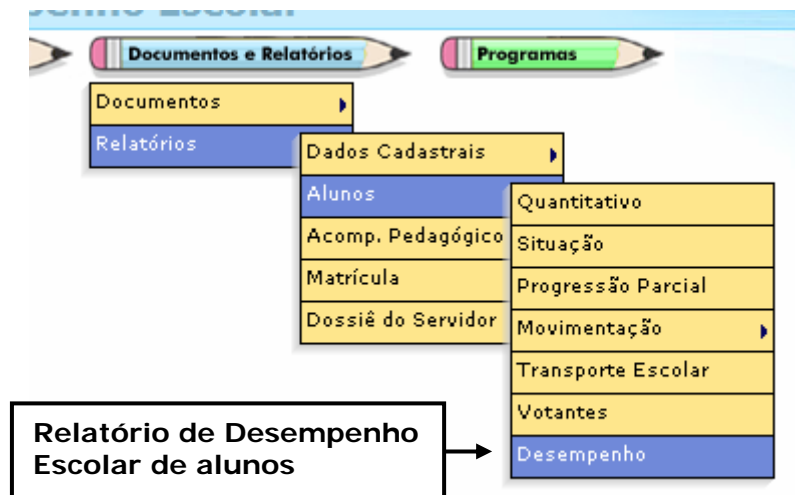 Documentos e Relatórios
Programas
Documentos
Relatórios
Dados Cadastrais
Alunos
Acomp. Pedagógico
Matrícula
Dossiê do Servidor
Quantitativo
Situação
Progressão Parcial
Movimentação
Transporte Escolar
Votantes
Desempenho
Relatório de Desempenho
Escolar de alunos